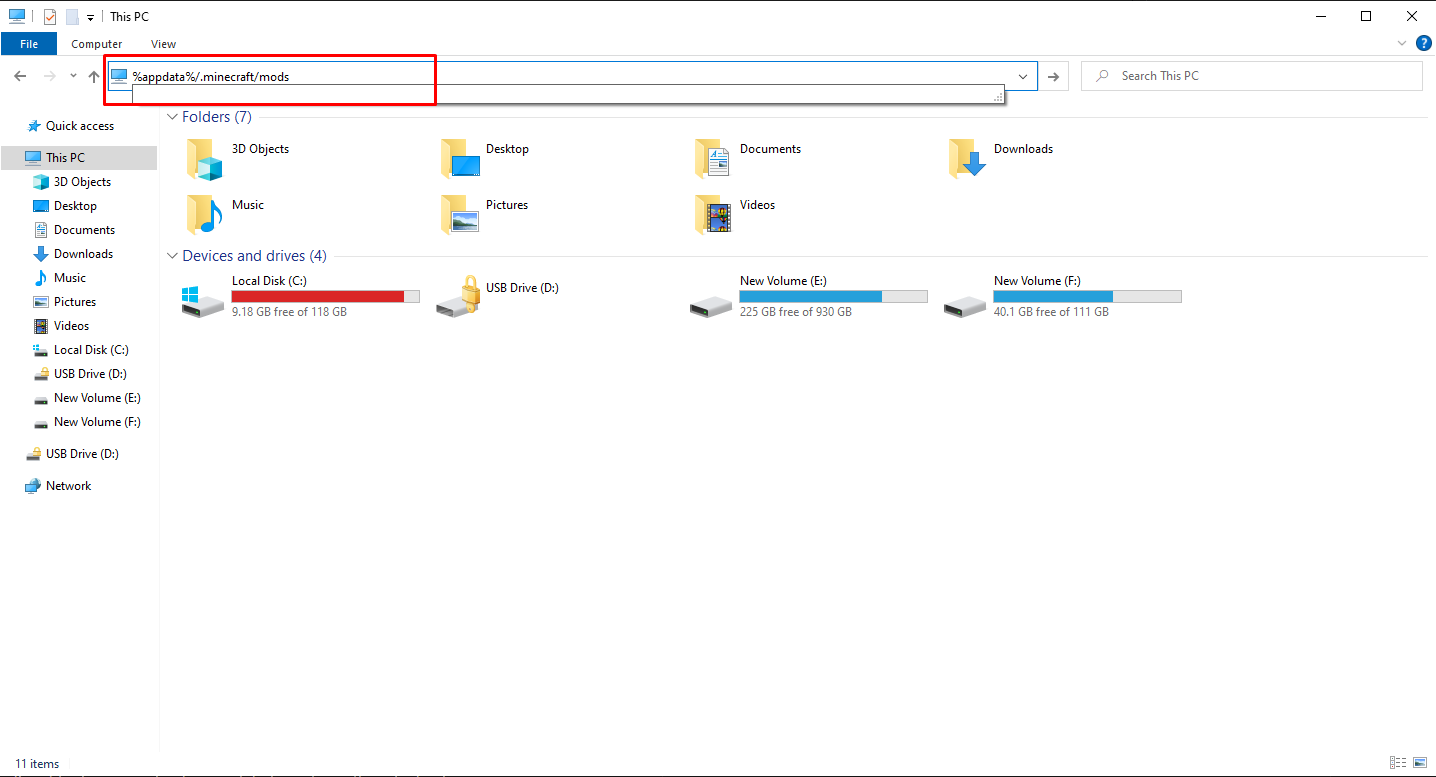 This PC
File Computer View
?
%appdata%/.minecraft/mods
Search This PC
Quick access
This PC
3D Objects
Desktop
Documents
Downloads
Music
Pictures
Videos
Local Disk (C:)
USB Drive (D:)
New Volume (E:)
New Volume (F:)
USB Drive (D:)
Network
Folders (7)
3D Objects Desktop Documents Downloads
Music Pictures Videos
Devices and drives (4)
Local Disk (C:)
9.18 GB free of 118 GB
USB Drive (D:)
New Volume (E:)
225 GB free of 930 GB
New Volume (F:)
40.1 GB free of 111 GB
11 items